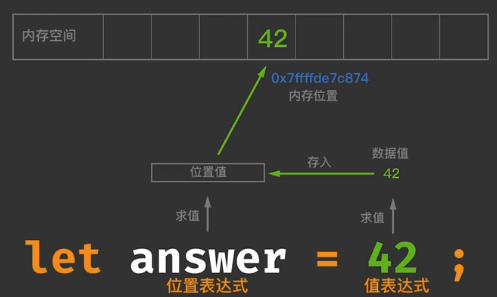 内存空间
42
0x7ffffde7c874
内存位置
数据值
位置值
存入
42
求值
求值
let answer = 42 ;
位置表达式
值表达式